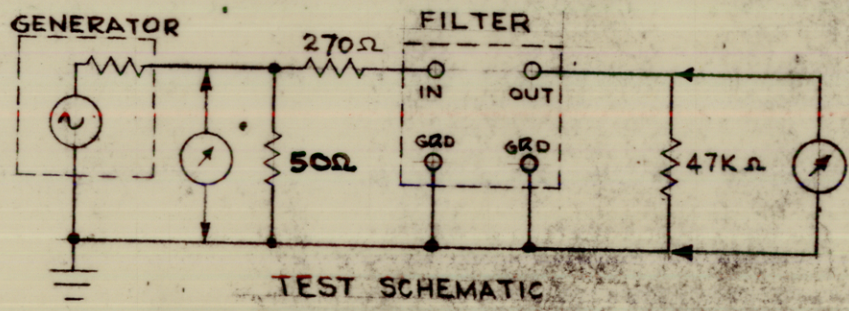 GENERATOR
270Ω
FILTER
IN
OUT
GRD
GRD
50Ω
47K Ω
TEST SCHEMATIC